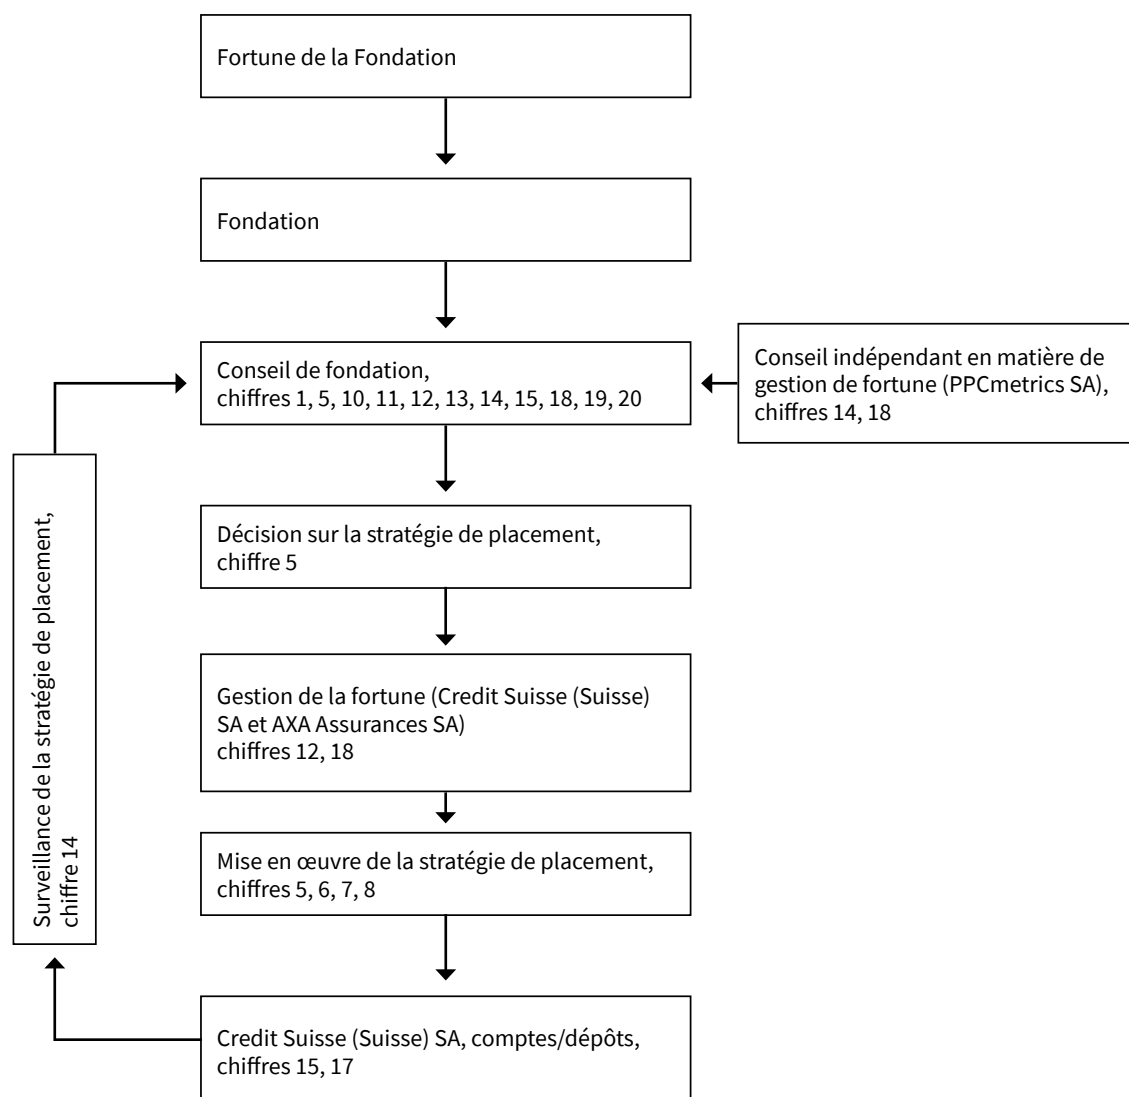 Fortune de la Fondation
Fondation
Conseil de fondation,
chiffres 1, 5, 10, 11, 12, 13, 14, 15, 18, 19, 20
Conseil indépendant en matière de
gestion de fortune (PPCmetrics SA),
chiffres 14, 18
Décision sur la stratégie de placement,
chiffre 5
Gestion de la fortune (Credit Suisse (Suisse)
SA et AXA Assurances SA)
chiffres 12, 18
Mise en œuvre de la stratégie de placement,
chiffres 5, 6, 7, 8
Credit Suisse (Suisse) SA, comptes/dépôts,
chiffres 15, 17
Surveillance de la stratégie de placement,
chiffre 14